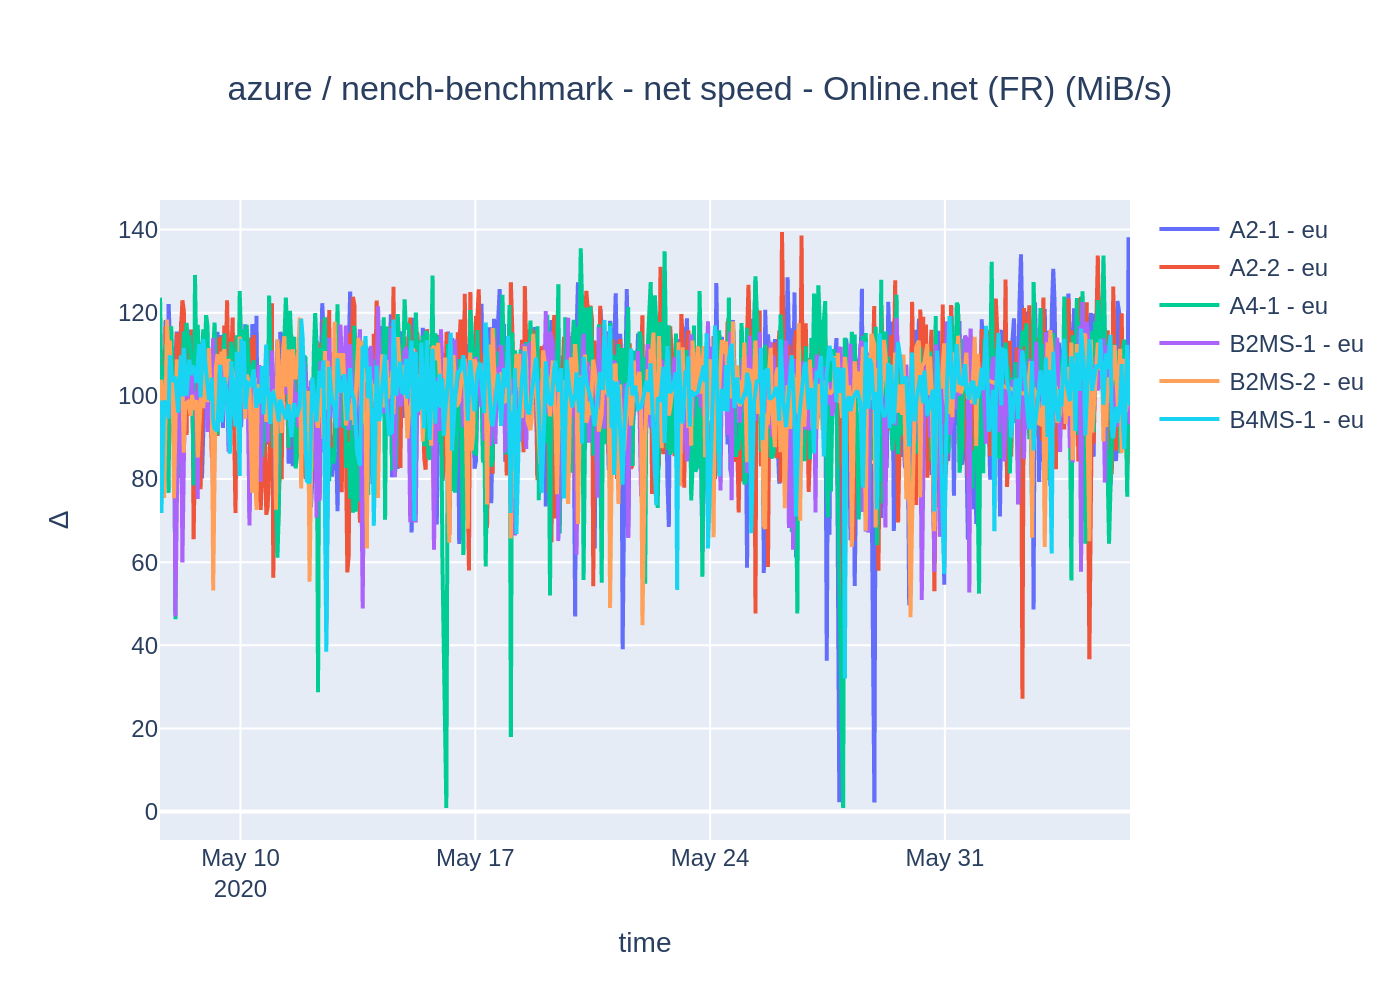 azure / nench-benchmark - net speed - Online.net (FR) (MiB/s)
140
120
100
80
60
40
20
0
Δ
May 10
2020
May 17
May 24
May 31
time
A2-1 - eu
A2-2 - eu
A4-1 - eu
B2MS-1 - eu
B2MS-2 - eu
B4MS-1 - eu